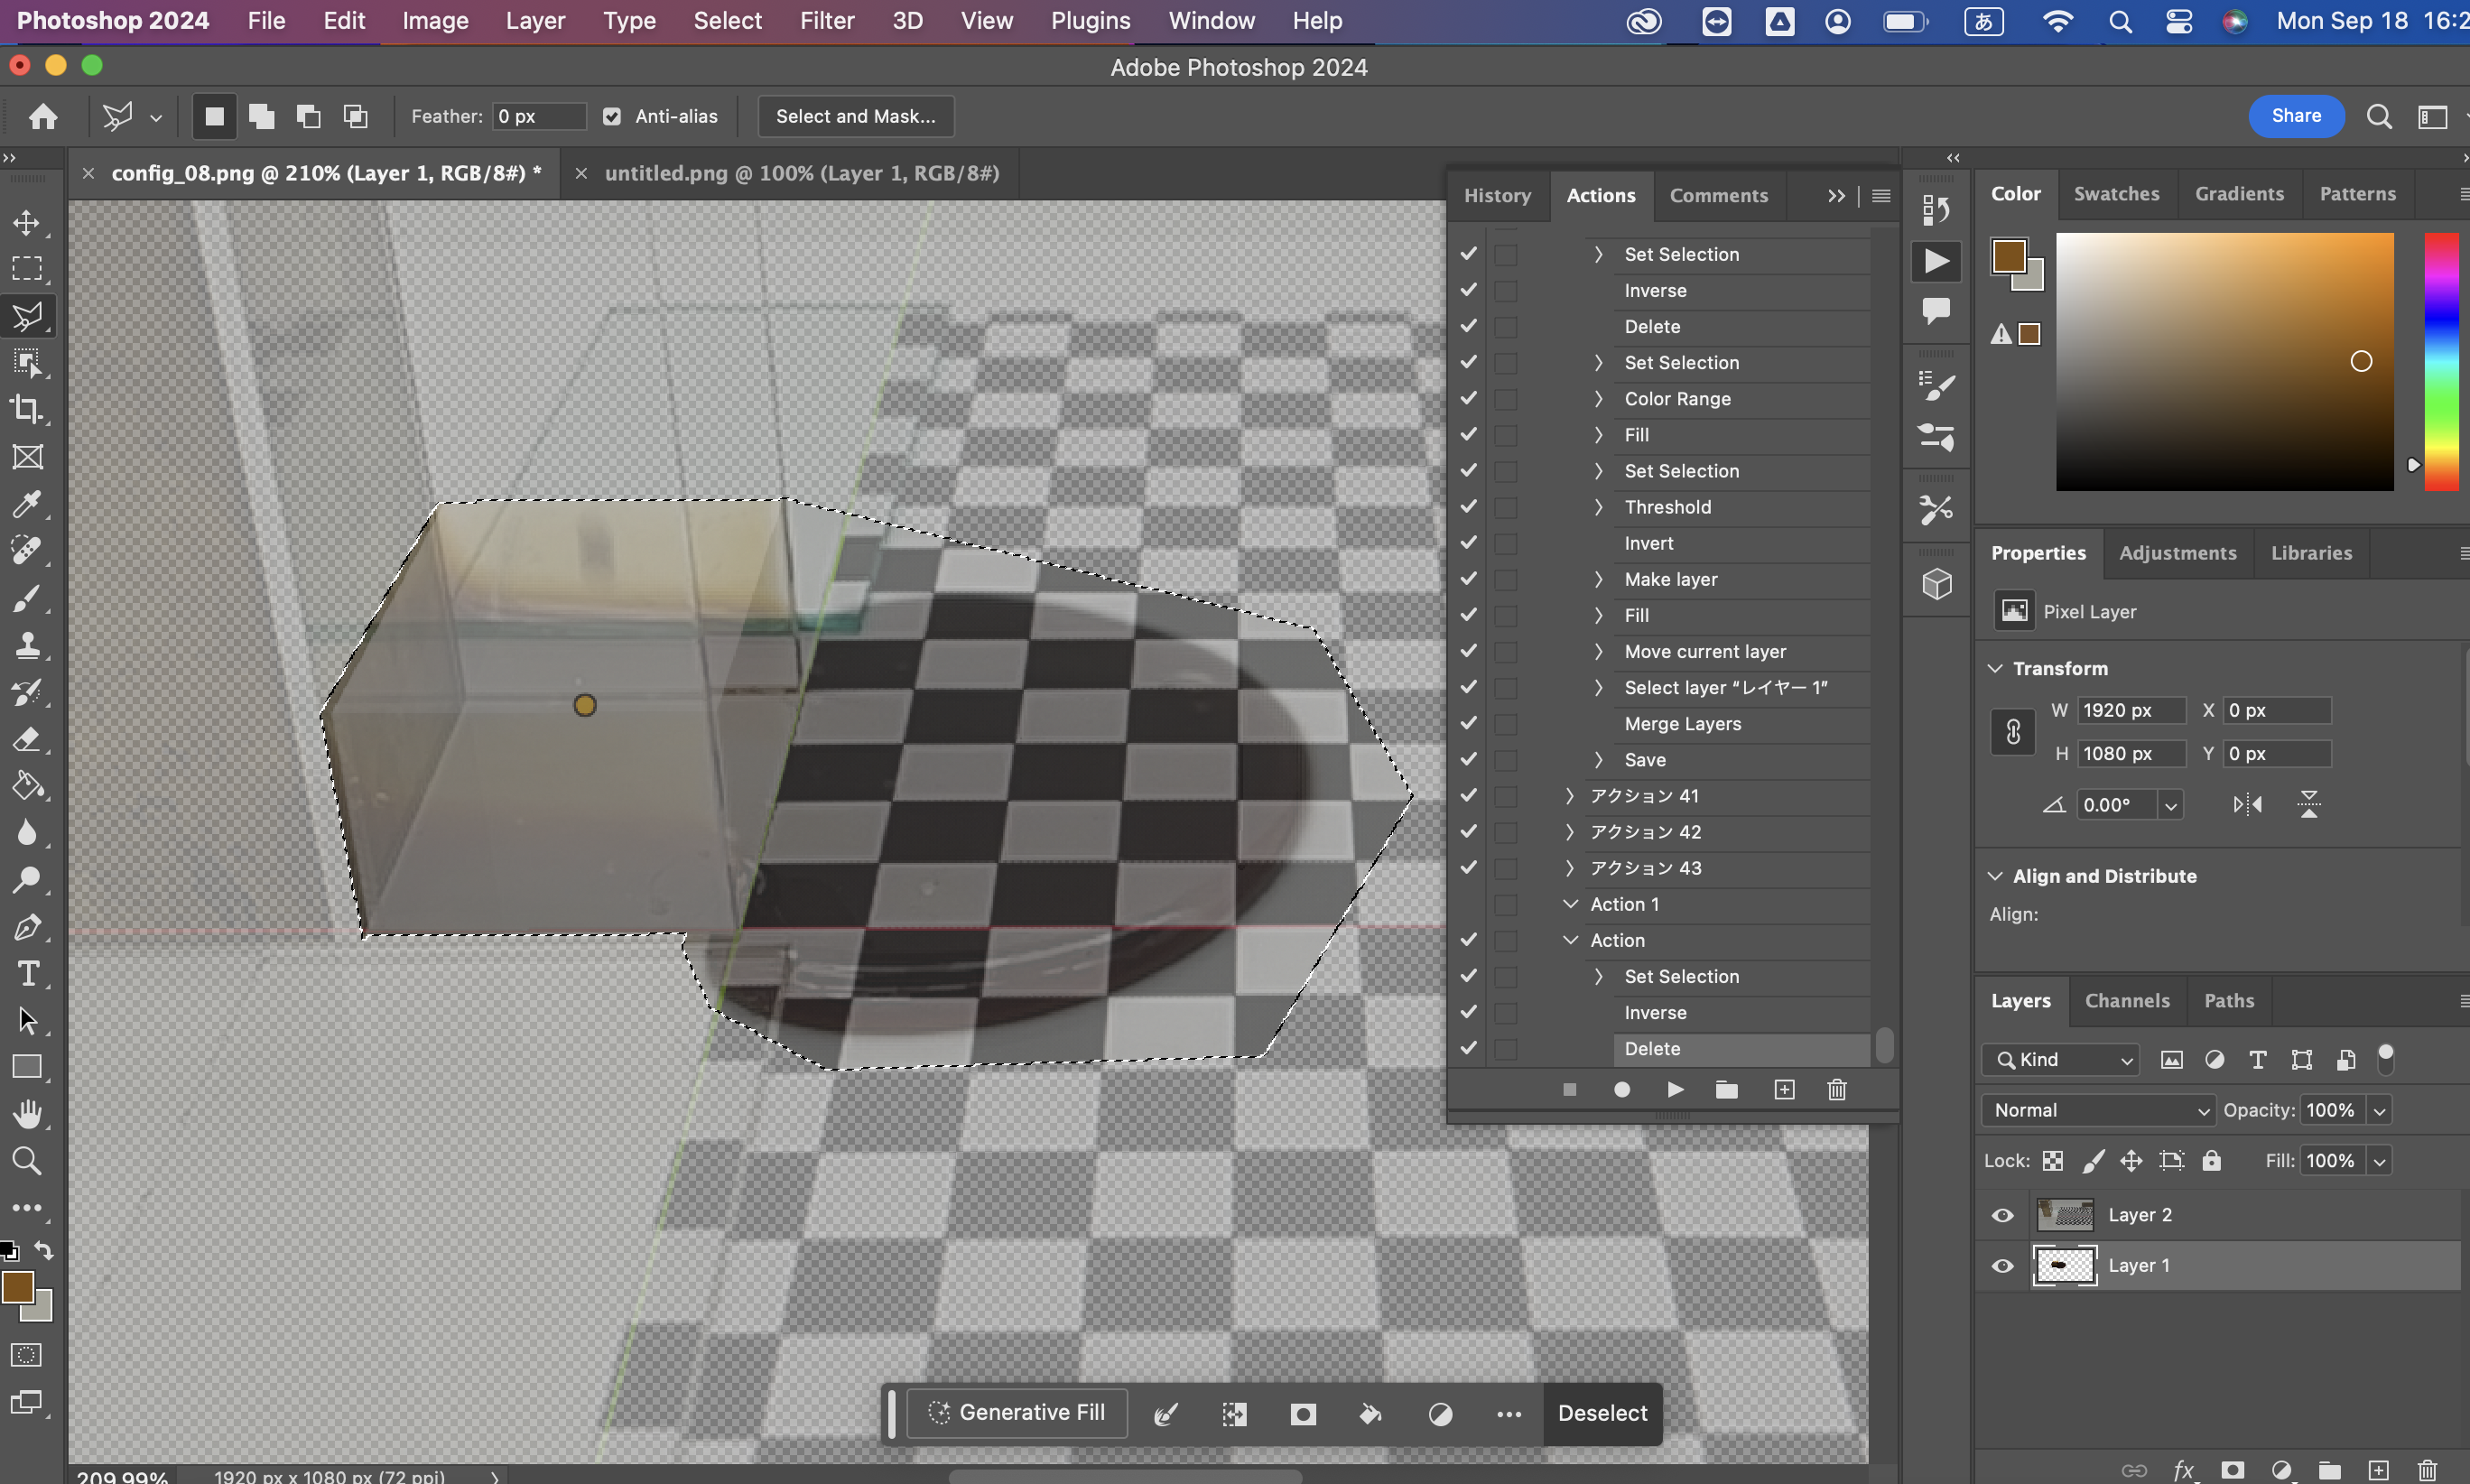 Photoshop 2024 File Edit Image Layer Type Select Filter 3D View Plugins Window Help あ Mon Sep 18
Adobe Photoshop 2024
Feather: 0 px Anti-alias Select and Mask... Share
config_08.png @ 210% (Layer 1, RGB/8#) * untitled.png @ 100% (Layer 1, RGB/8#)
History Actions Comments
Set Selection
Inverse
Delete
Set Selection
Color Range
Fill
Set Selection
Threshold
Invert
Make layer
Fill
Move current layer
Select layer “レイヤー 1”
Merge Layers
Save
アクション 41
アクション 42
アクション 43
Action 1
Action
Set Selection
Inverse
Delete
Color Swatches Gradients Patterns
Properties Adjustments Libraries
Pixel Layer
Transform
W 1920 px X 0 px
H 1080 px Y 0 px
0.00°
Align and Distribute
Align:
Layers Channels Paths
Kind
Normal Opacity: 100%
Lock: Fill: 100%
Layer 2
Layer 1
fx
Generative Fill Deselect
209.99% 1920 px x 1080 px (72 ppi)